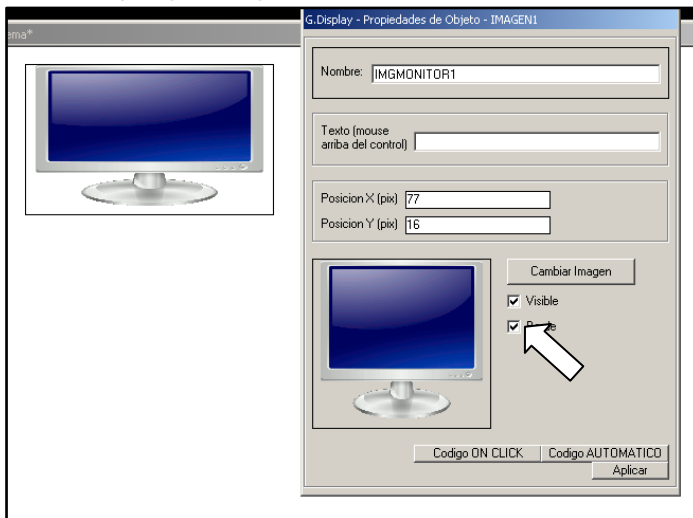 G.Display - Propiedades de Objeto - IMAGEN1
ema*
Nombre: IMGMONITOR1
Texto (mouse
arriba del control)
Posicion X (pix) 77
Posicion Y (pix) 16
Cambiar Imagen
Visible
Codigo ON CLICK Codigo AUTOMATICO
Aplicar